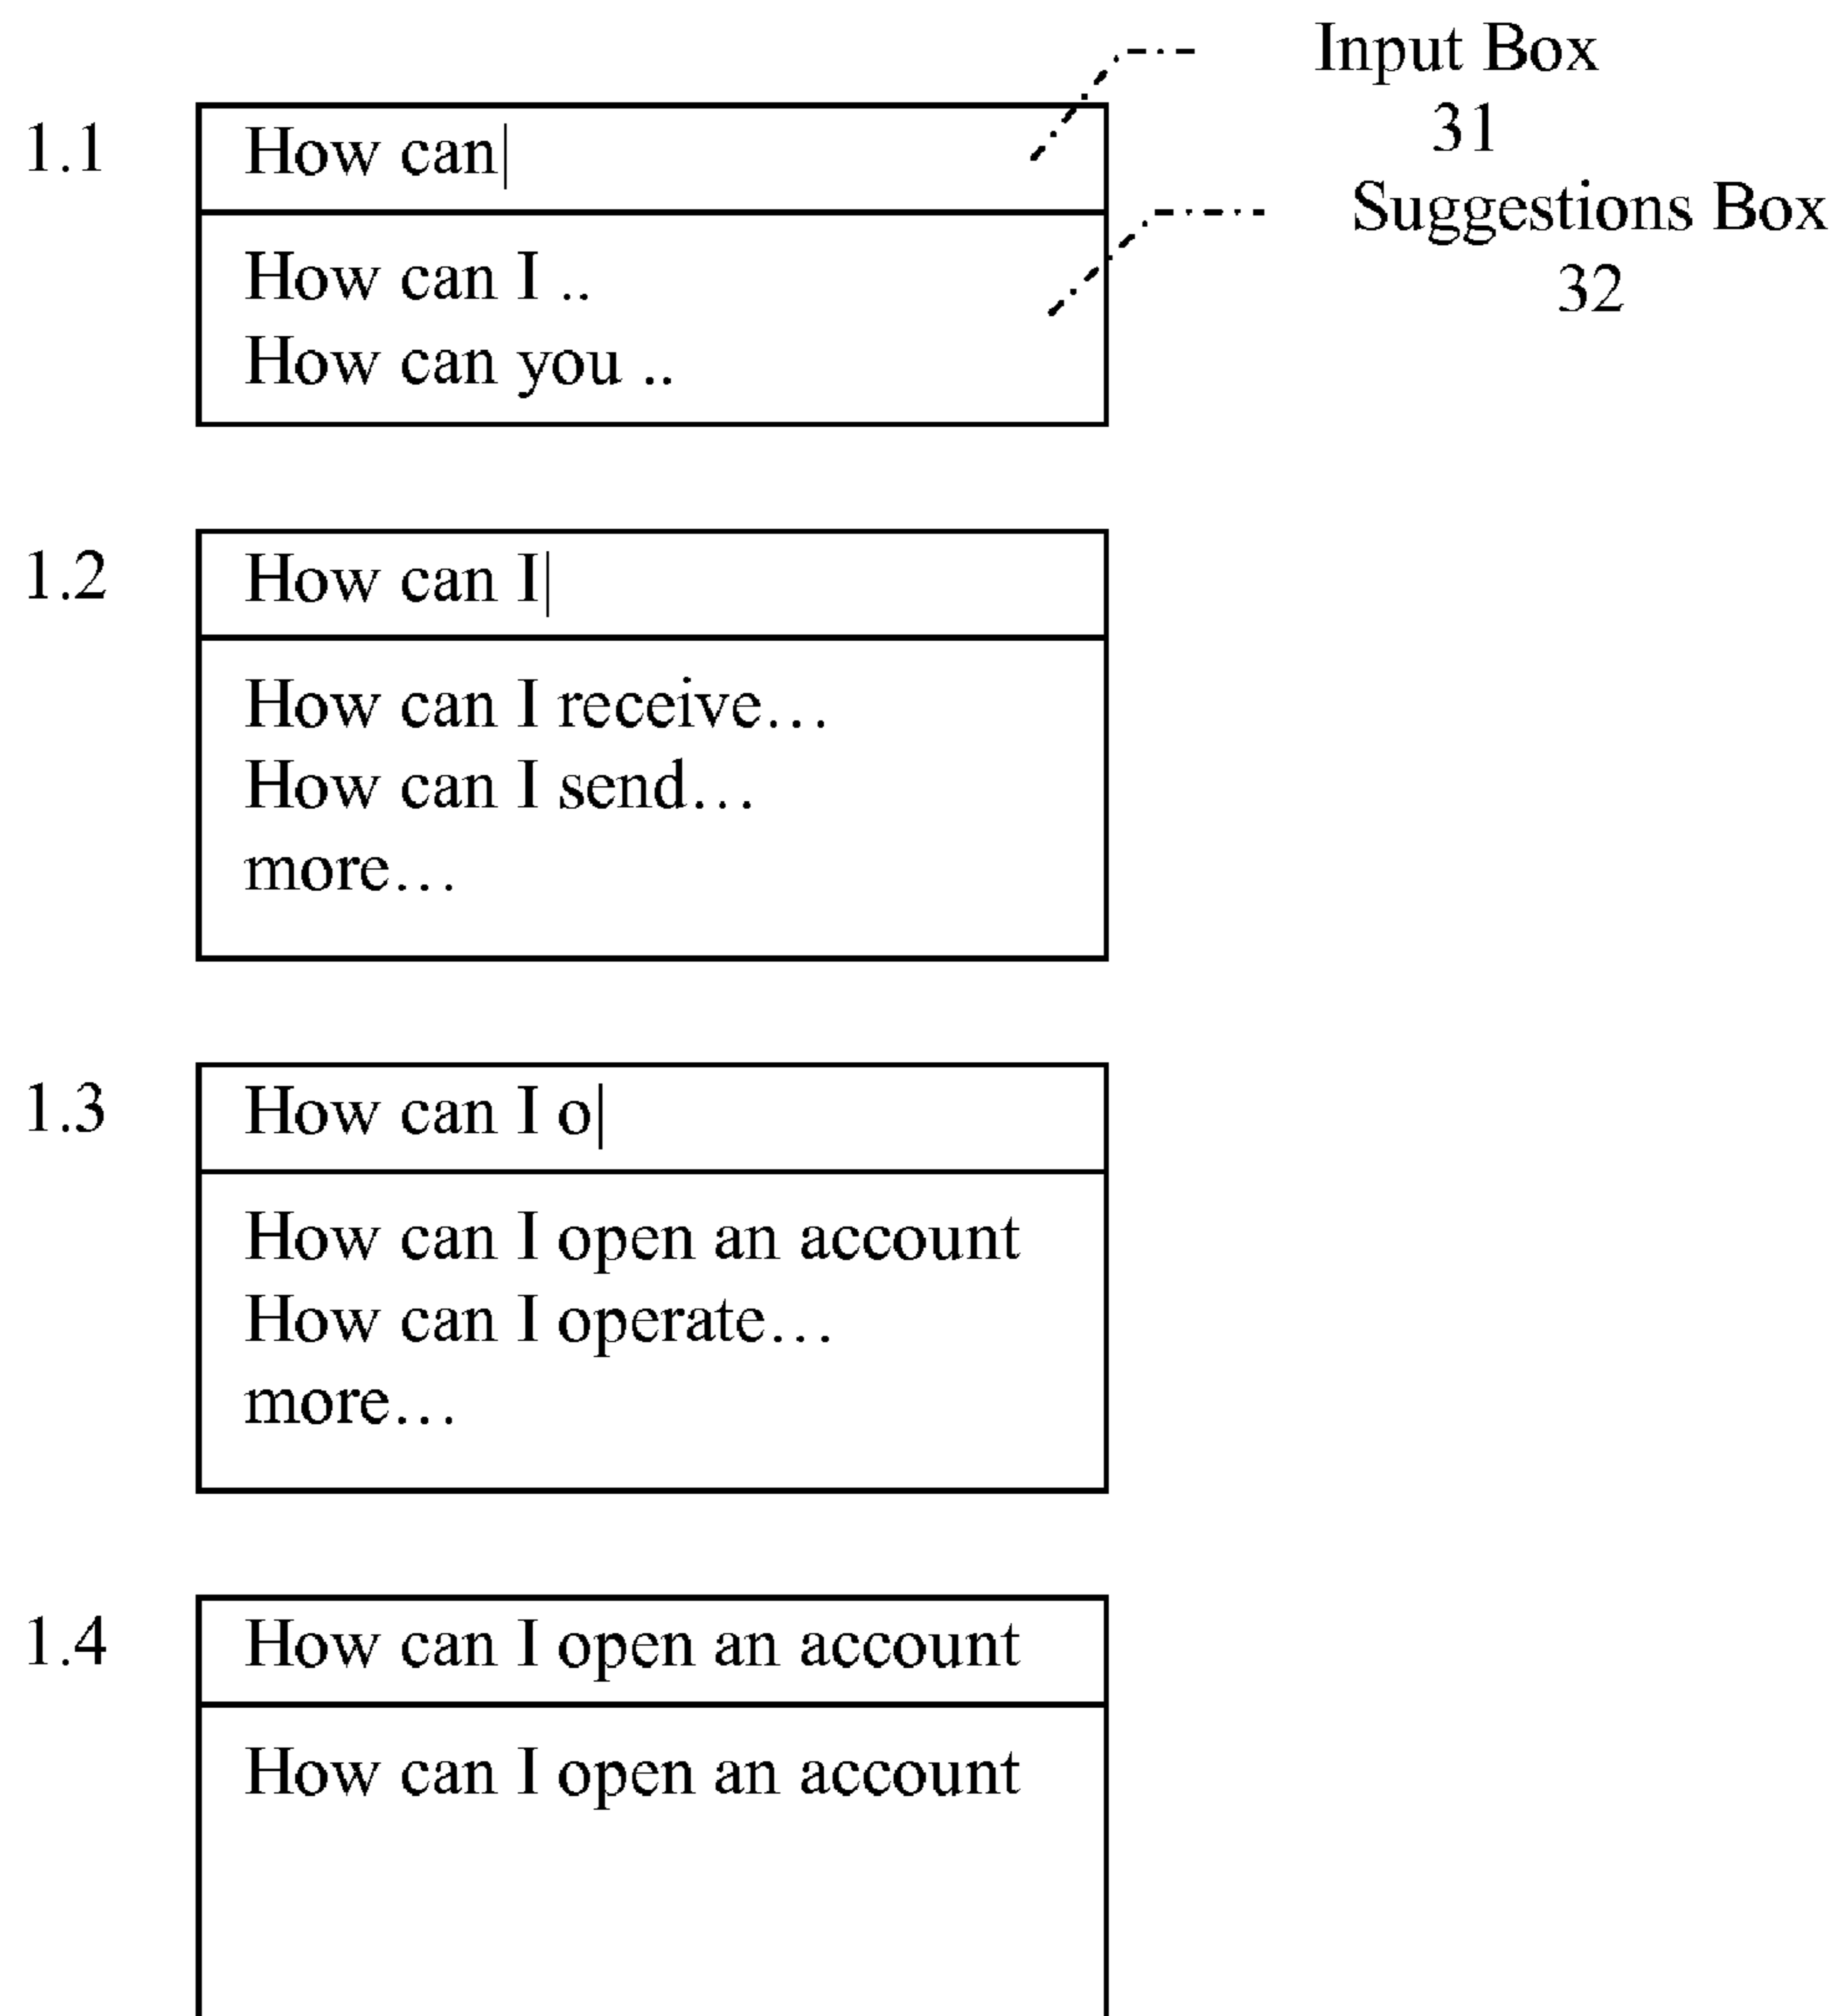 Input Box
31
1.1
How can|
Suggestions Box
32
How can I ..
How can you ..
1.2
How can I|
How can I receive…
How can I send…
more…
1.3
How can I o|
How can I open an account
How can I operate…
more…
1.4
How can I open an account
How can I open an account